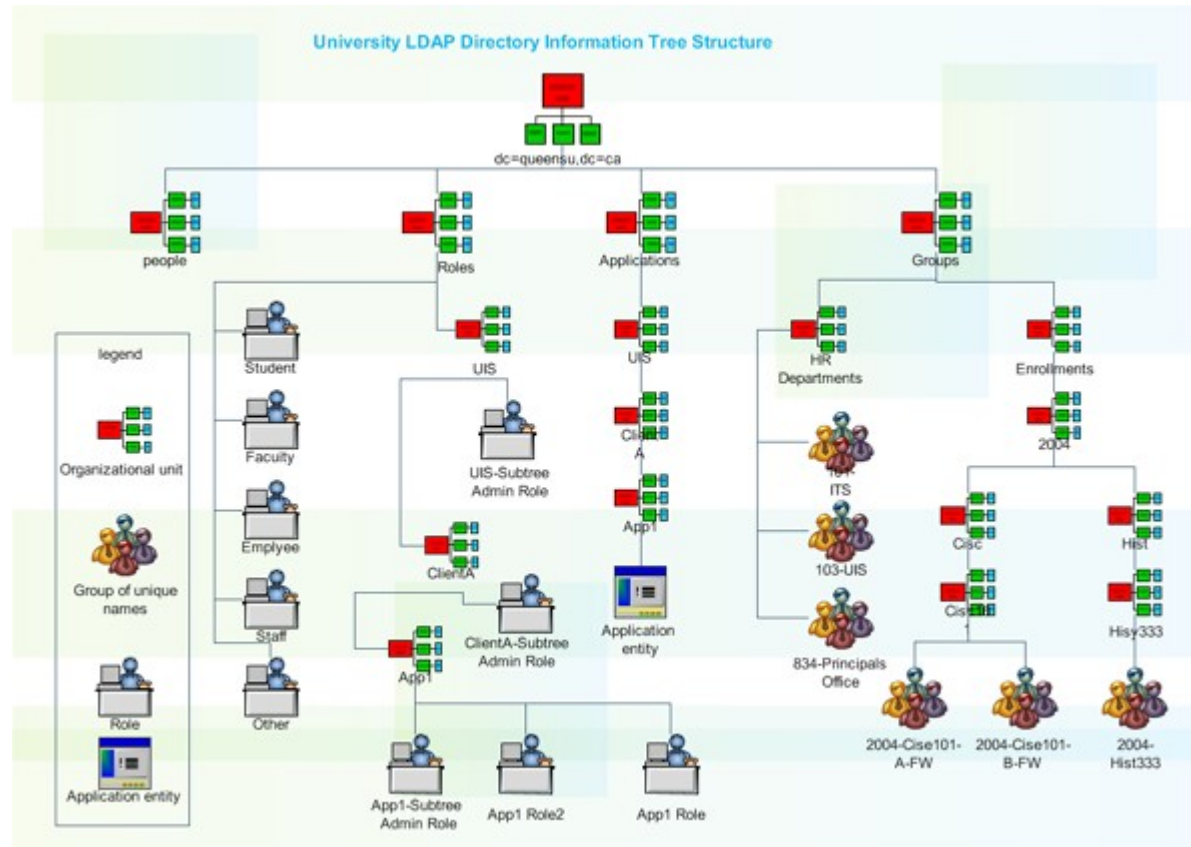 University LDAP Directory Information Tree Structure
dc=queensu,dc=ca
people
Roles
Applications
Groups
legend
Organizational unit
Group of unique
names
Role
Application entity
Student
Faculty
Emplyee
Staff
Other
UIS
UIS-Subtree
Admin Role
ClientA
ClientA-Subtree
Admin Role
App1
App1-Subtree
Admin Role
App1 Role2
App1 Role
UIS
Client
A
App1
Application
entity
HR
Departments
ITS
103-UIS
834-Principals
Office
Enrollments
2004
Cisc
Hist
Hisy333
2004-Cise101-
A-FW
2004-Cise101-
B-FW
2004-
Hist333